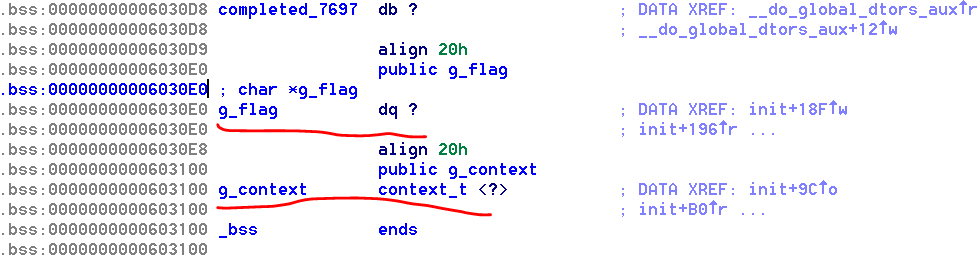 .bss:00000000006030D8 completed_7697 db ? ; DATA XREF: __do_global_dtors_aux↑r
.bss:00000000006030D8 ; __do_global_dtors_aux+12↑w
.bss:00000000006030D9 align 20h
.bss:00000000006030E0 public g_flag
.bss:00000000006030E0 ; char *g_flag
.bss:00000000006030E0 g_flag dq ? ; DATA XREF: init+18F↑w
.bss:00000000006030E0 ; init+196↑r ...
.bss:00000000006030E8 align 20h
.bss:0000000000603100 public g_context
.bss:0000000000603100 g_context context_t <?> ; DATA XREF: init+9C↑o
.bss:0000000000603100 ; init+B0↑r ...
.bss:0000000000603100 _bss ends
.bss:0000000000603100